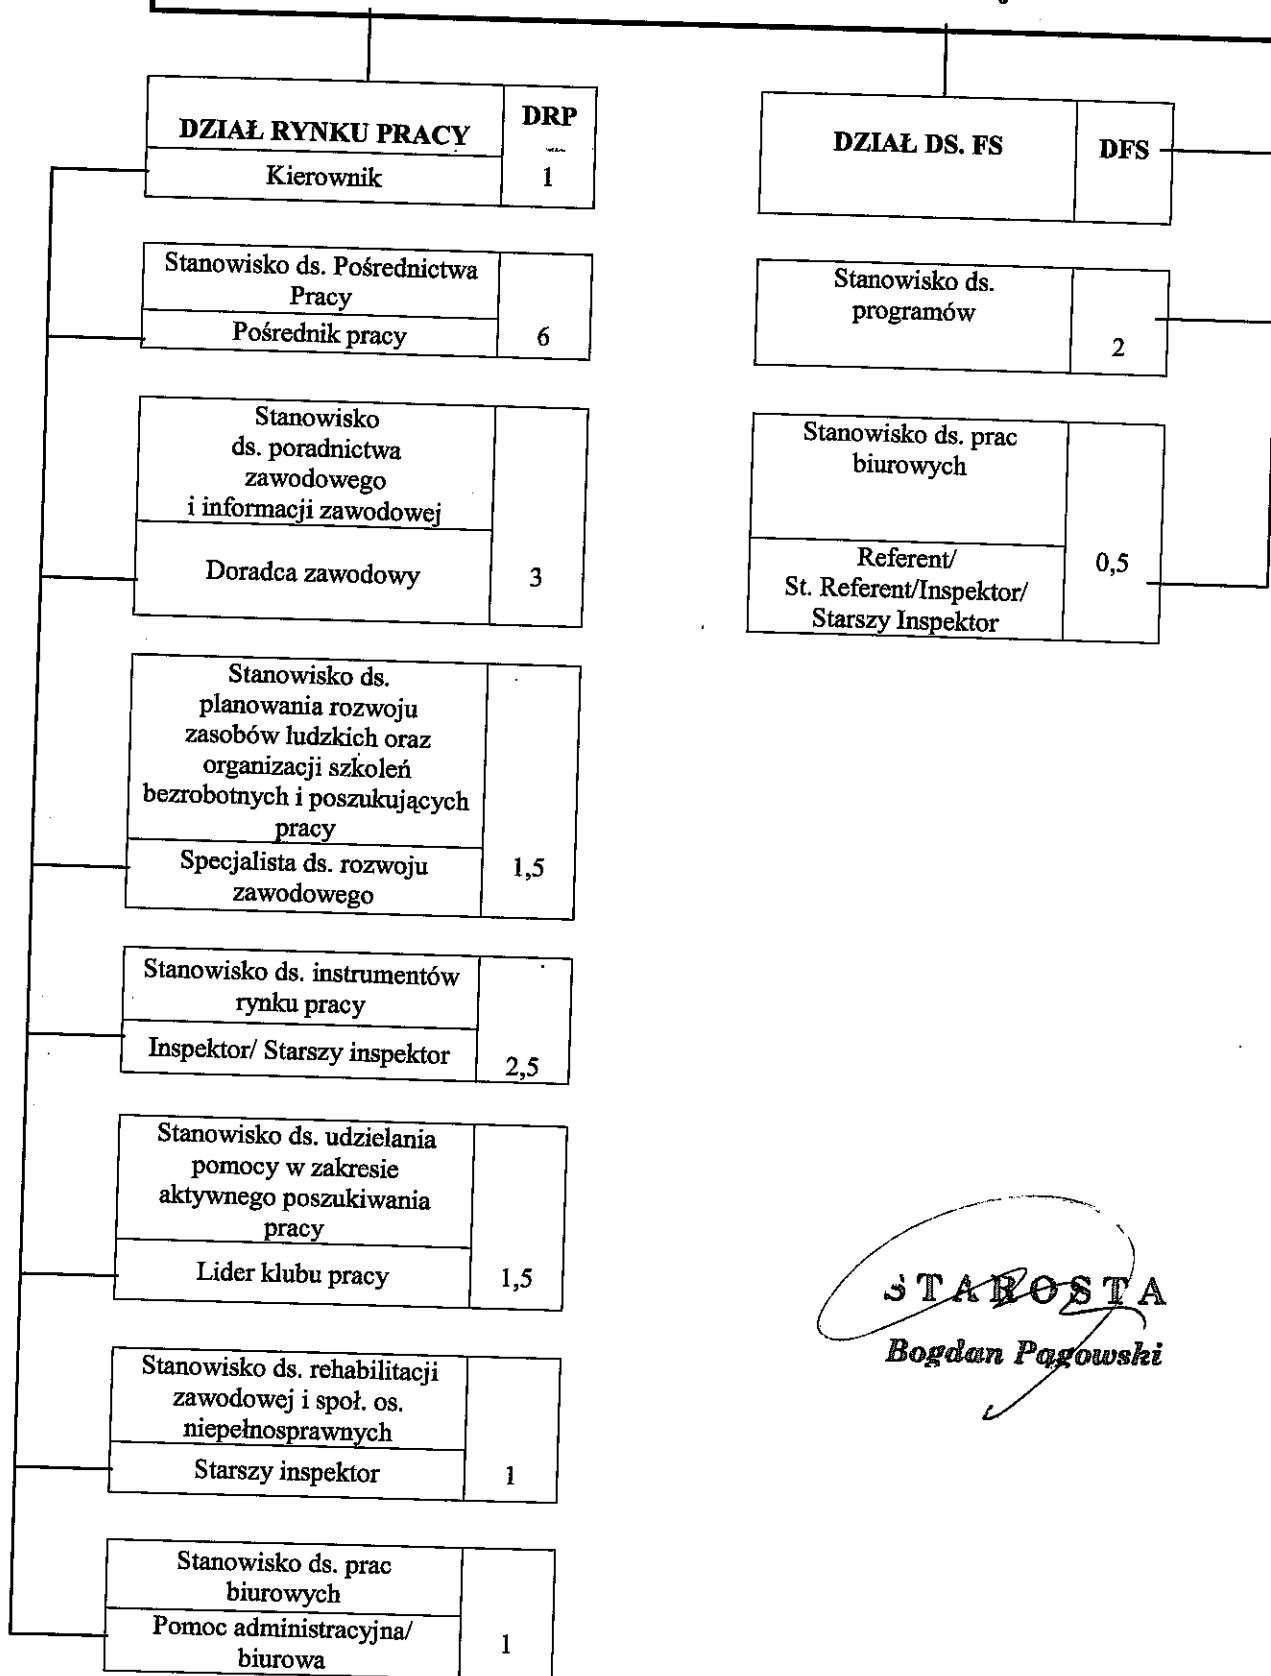 DZIAŁ RYNKU PRACY
DRP
Kierownik
1
Stanowisko ds. Pośrednictwa
Pracy
Pośrednik pracy
6
Stanowisko
ds. poradnictwa
zawodowego
i informacji zawodowej
Doradca zawodowy
3
Stanowisko ds.
planowania rozwoju
zasobów ludzkich oraz
organizacji szkoleń
bezrobotnych i poszukujących
pracy
Specjalista ds. rozwoju
zawodowego
1,5
Stanowisko ds. instrumentów
rynku pracy
Inspektor/ Starszy inspektor
2,5
Stanowisko ds. udzielania
pomocy w zakresie
aktywnego poszukiwania
pracy
Lider klubu pracy
1,5
Stanowisko ds. rehabilitacji
zawodowej i społ. os.
niepełnosprawnych
Starszy inspektor
1
Stanowisko ds. prac
biurowych
Pomoc administracyjna/
biurowa
1
DZIAŁ DS. FS
DFS
Stanowisko ds.
programów
2
Stanowisko ds. prac
biurowych
Referent/
St. Referent/Inspektor/
Starszy Inspektor
0,5
STAROSTA
Bogdan Pągowski